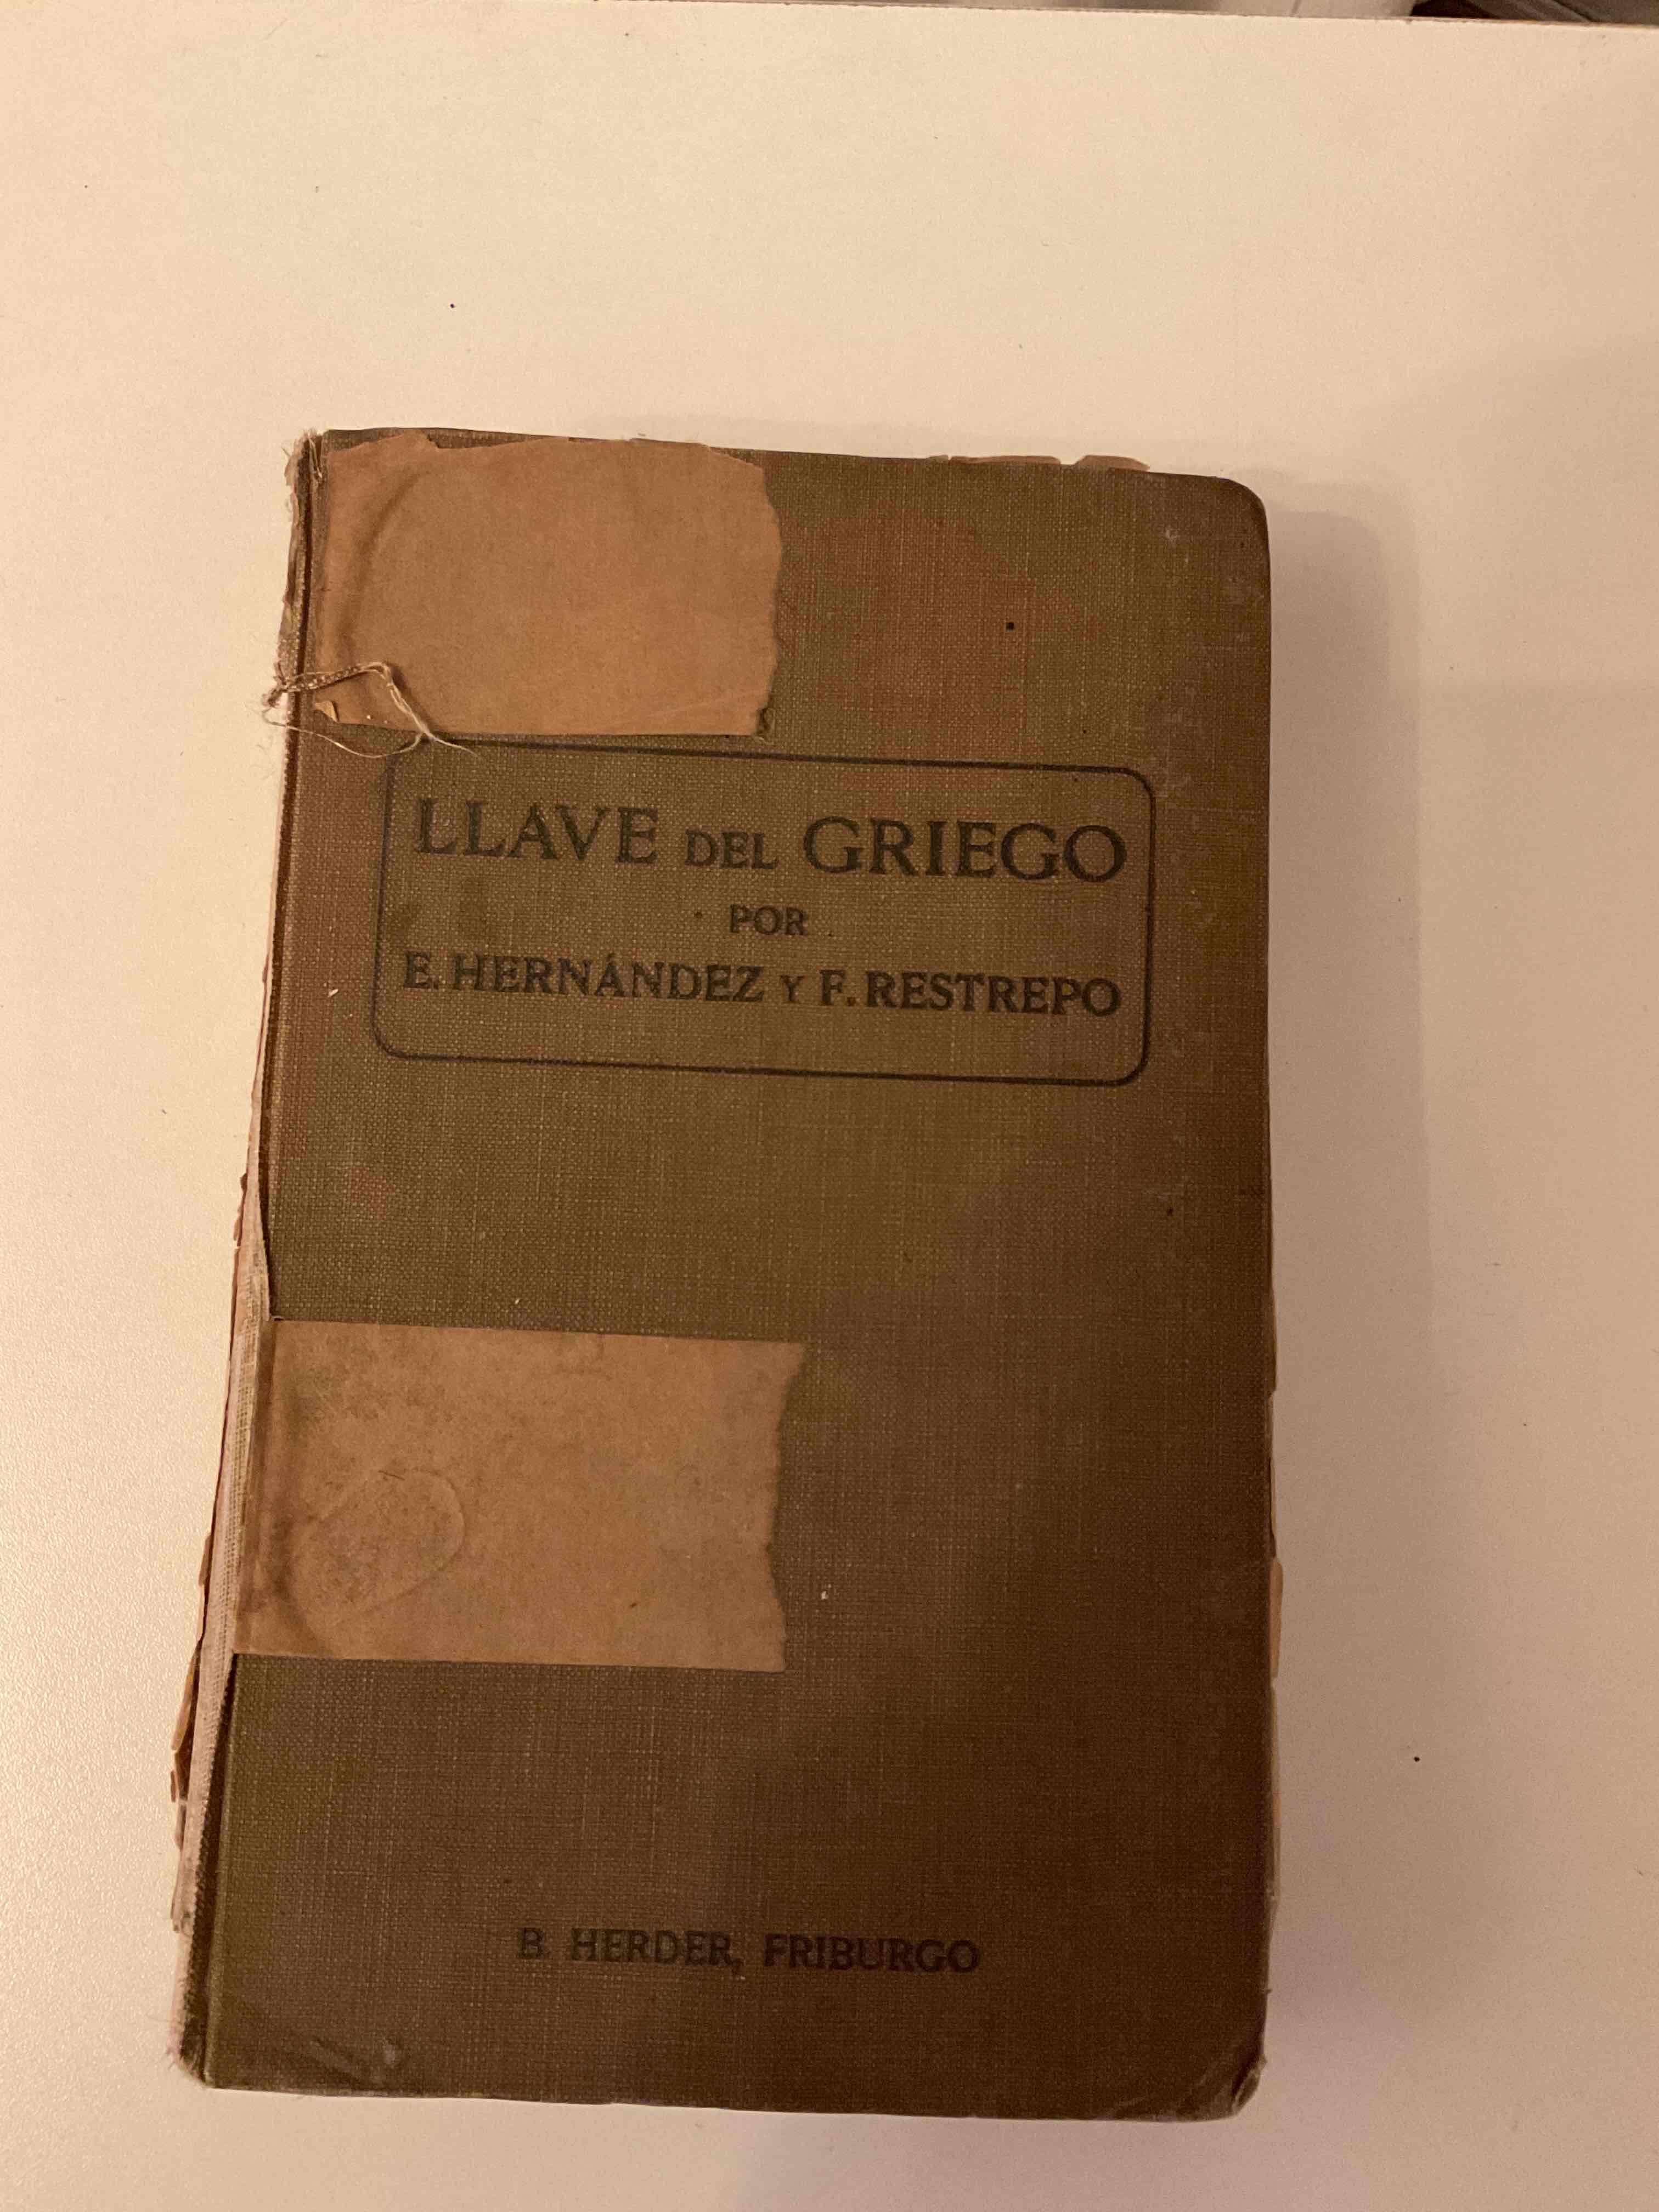 LLAVE DEL GRIEGO
POR
E. HERNÁNDEZ Y F. RESTREPO
B. HERDER, FRIBURGO